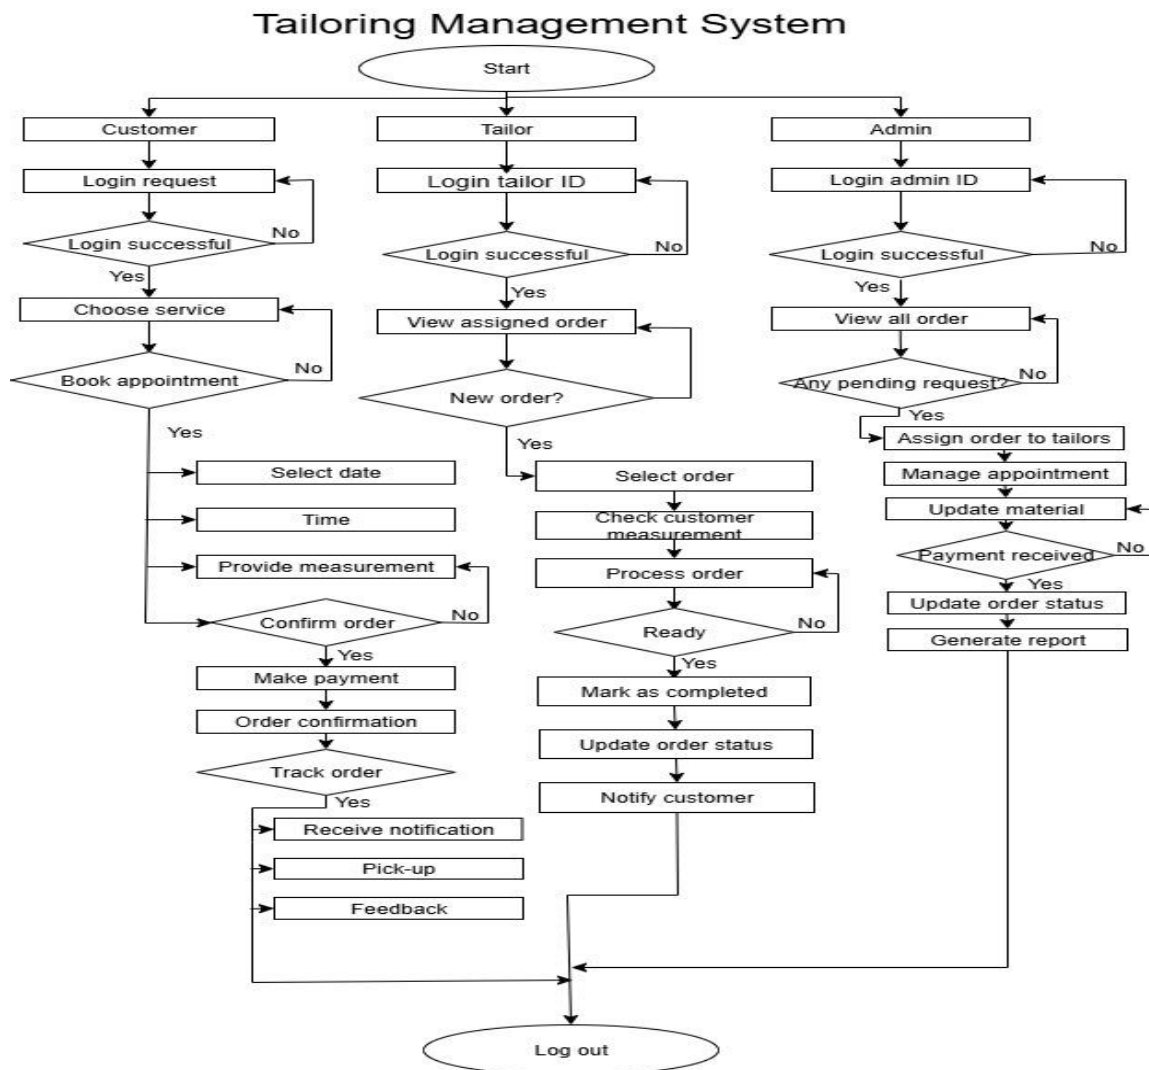 Tailoring Management System
Start
Customer
Login request
No
Login successful
Yes
Choose service
No
Book appointment
Yes
Select date
Time
Provide measurement
No
Confirm order
Yes
Make payment
Order confirmation
Track order
Yes
Receive notification
Pick-up
Feedback
Tailor
Login tailor ID
No
Login successful
Yes
View assigned order
New order?
Yes
Select order
Check customer
measurement
Process order
No
Ready
Yes
Mark as completed
Update order status
Notify customer
Admin
Login admin ID
No
Login successful
Yes
View all order
No
Any pending request?
Yes
Assign order to tailors
Manage appointment
Update material
No
Payment received
Yes
Update order status
Generate report
Log out